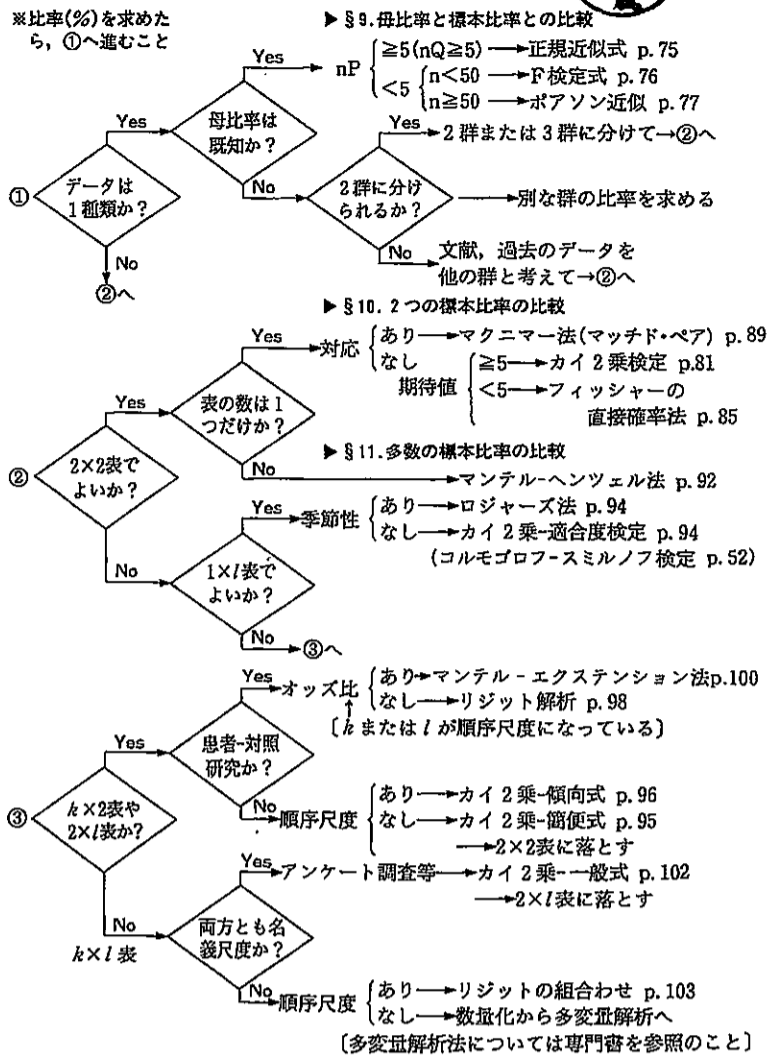 ※比率(%)を求めた
ら，①へ進むこと
▶ §9．母比率と標本比率との比較
nP
≧5(nQ≧5)→正規近似式 p.75
<5
n<50→F検定式 p.76
n≧50→ポアソン近似 p.77
Yes
母比率は
既知か？
Yes
Yes→2群または3群に分けて→②へ
①
データは
1種類か？
No
2群に分け
られるか？
→別な群の比率を求める
No
②へ
No
文献，過去のデータを
他の群と考えて→②へ
▶ §10．2つの標本比率の比較
Yes
対応
あり→マクニマー法(マッチド・ペア) p.89
なし
期待値
≧5→カイ2乗検定 p.81
<5→フィッシャーの
直接確率法 p.85
Yes
表の数は1
つだけか？
▶ §11．多数の標本比率の比較
No
→マンテル-ヘンツェル法 p.92
②
2×2表で
よいか？
Yes
季節性
あり→ロジャーズ法 p.94
なし→カイ2乗-適合度検定 p.94
(コルモゴロフ-スミルノフ検定 p.52)
No
1×l表で
よいか？
No
→③へ
Yes
オッズ比
あり→マンテル-エクステンション法p.100
なし→リジット解析 p.98
〔kまたはlが順序尺度になっている〕
Yes
患者-対照
研究か？
③
k×2表や
2×l表か？
No
順序尺度
あり→カイ2乗-傾向式 p.96
なし→カイ2乗-簡便式 p.95
→2×2表に落とす
Yes
アンケート調査等→カイ2乗-一般式 p.102
→2×l表に落とす
No
k×l表
両方とも名
義尺度か？
No
順序尺度
あり→リジットの組合わせ p.103
なし→数量化から多変量解析へ
〔多変量解析法については専門書を参照のこと〕